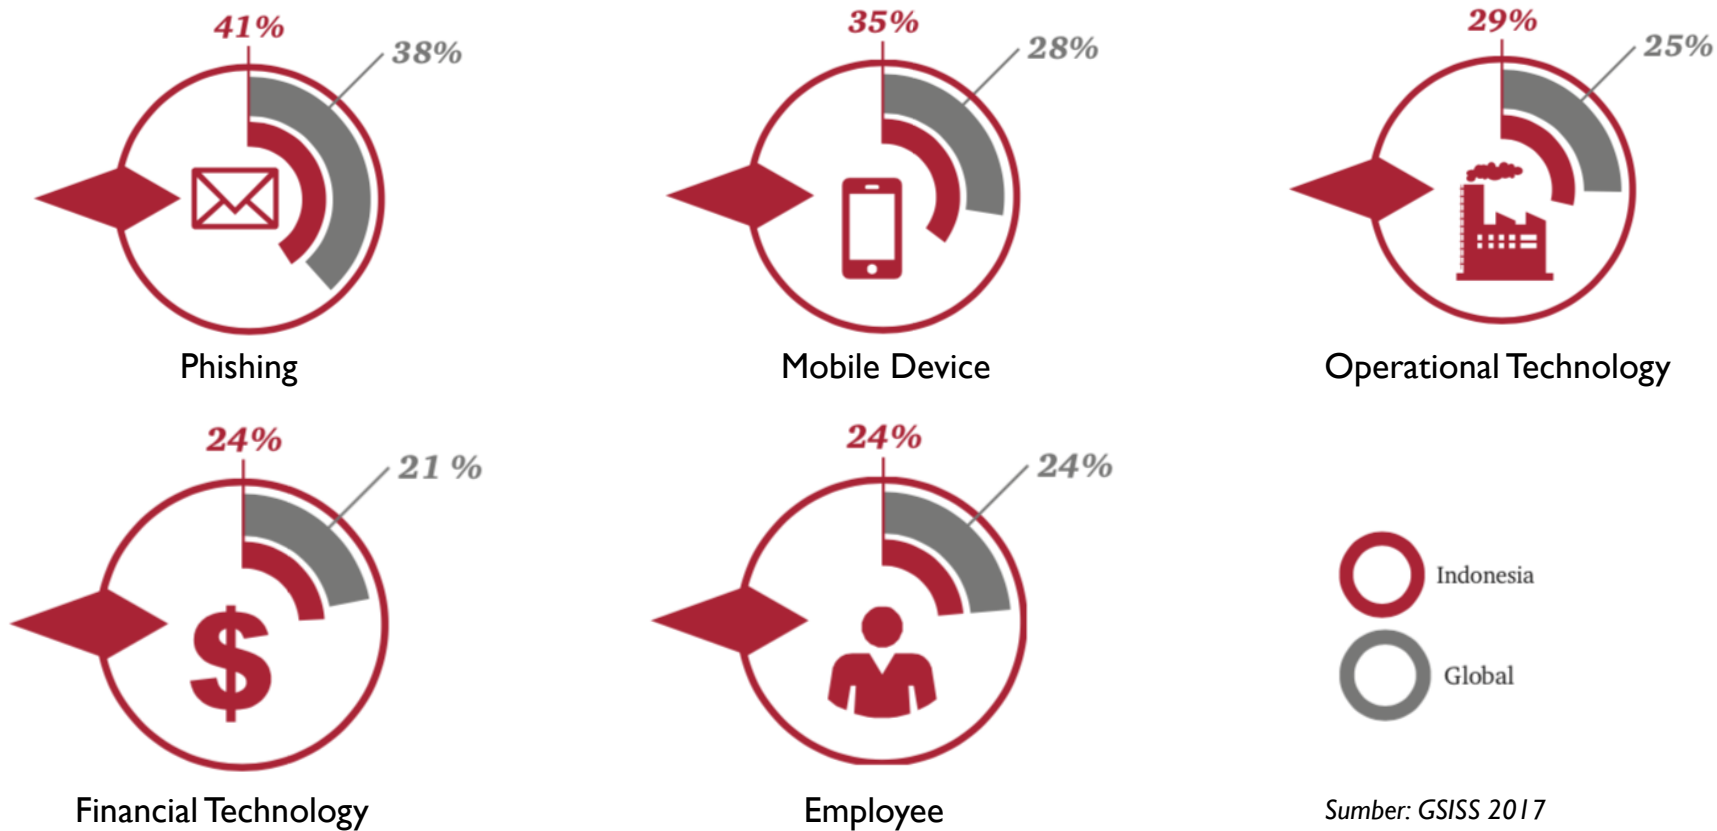 41%
38%
35%
28%
29%
25%
Phishing
Mobile Device
Operational Technology
24%
21 %
24%
24%
Indonesia
Global
Financial Technology
Employee
Sumber: GSISS 2017